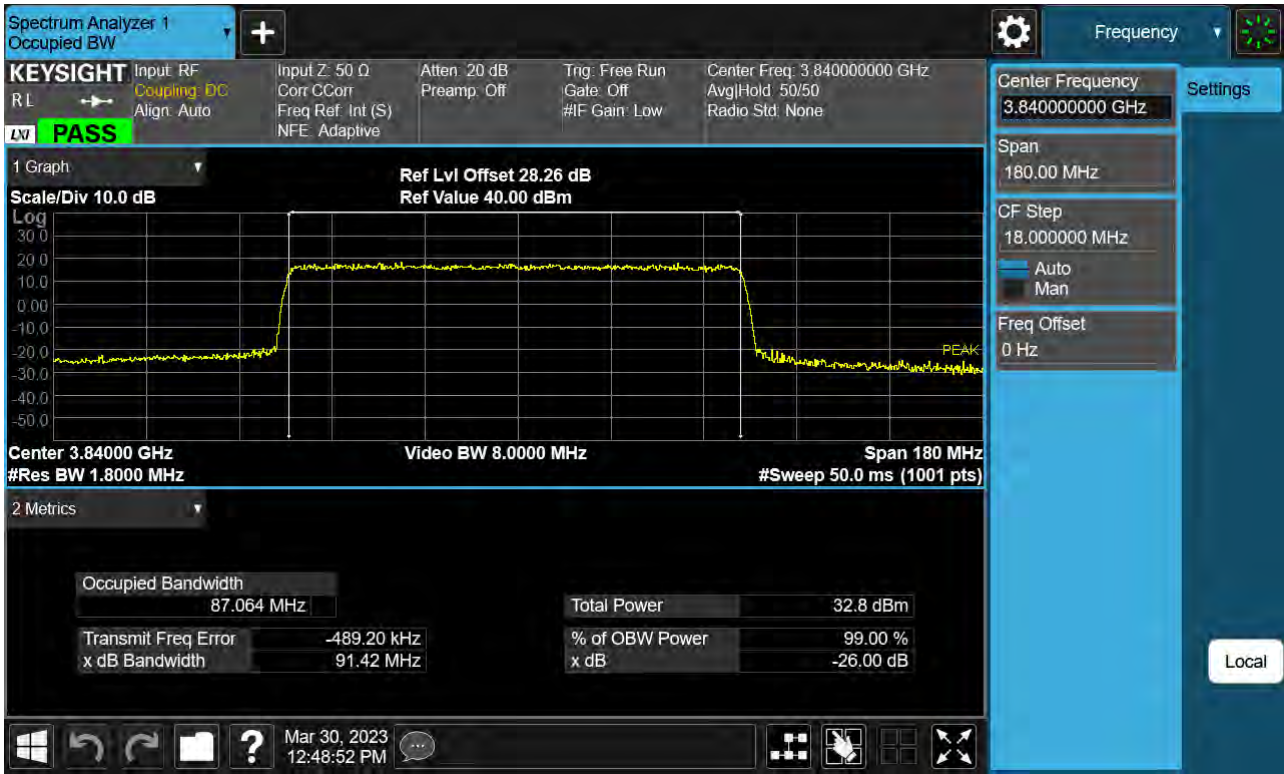 Spectrum Analyzer 1
Occupied BW
Frequency
KEYSIGHT
RL
LXI
PASS
Input: RF
Coupling: DC
Align: Auto
Input Z: 50 Ω
Corr CCorr
Freq Ref: Int (S)
NFE: Adaptive
Atten: 20 dB
Preamp: Off
Trig: Free Run
Gate: Off
#IF Gain: Low
Center Freq: 3.840000000 GHz
Avg|Hold: 50/50
Radio Std: None
Center Frequency
3.840000000 GHz
Settings
Span
180.00 MHz
CF Step
18.000000 MHz
Auto
Man
Freq Offset
0 Hz
Local
1 Graph
Scale/Div 10.0 dB
Ref Lvl Offset 28.26 dB
Ref Value 40.00 dBm
Log
30.0
20.0
10.0
0.00
-10.0
-20.0
-30.0
-40.0
-50.0
PEAK
Center 3.84000 GHz
Video BW 8.0000 MHz
Span 180 MHz
#Res BW 1.8000 MHz
#Sweep 50.0 ms (1001 pts)
2 Metrics
Occupied Bandwidth
87.064 MHz
Total Power 32.8 dBm
Transmit Freq Error -489.20 kHz
% of OBW Power 99.00 %
x dB Bandwidth 91.42 MHz
x dB -26.00 dB
?
Mar 30, 2023
12:48:52 PM